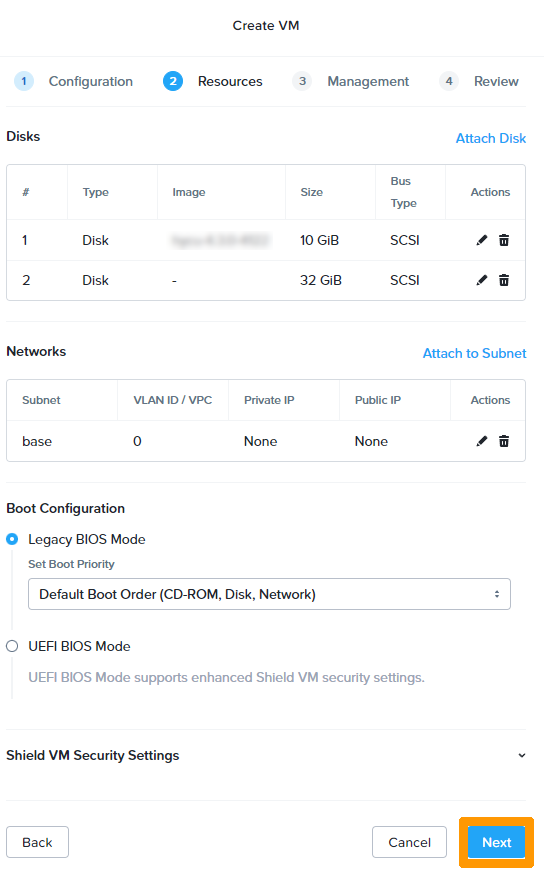 Create VM
1 Configuration 2 Resources 3 Management 4 Review
Disks Attach Disk
# Type Image Size Bus Type Actions
1 Disk 10 GiB SCSI
2 Disk - 32 GiB SCSI
Networks Attach to Subnet
Subnet VLAN ID / VPC Private IP Public IP Actions
base 0 None None
Boot Configuration
Legacy BIOS Mode
Set Boot Priority
Default Boot Order (CD-ROM, Disk, Network)
UEFI BIOS Mode
UEFI BIOS Mode supports enhanced Shield VM security settings.
Shield VM Security Settings
Back Cancel Next